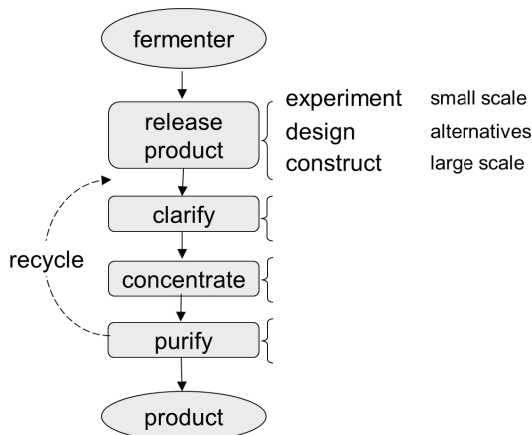 fermenter
release
product
experiment small scale
design alternatives
construct large scale
clarify
recycle
concentrate
purify
product